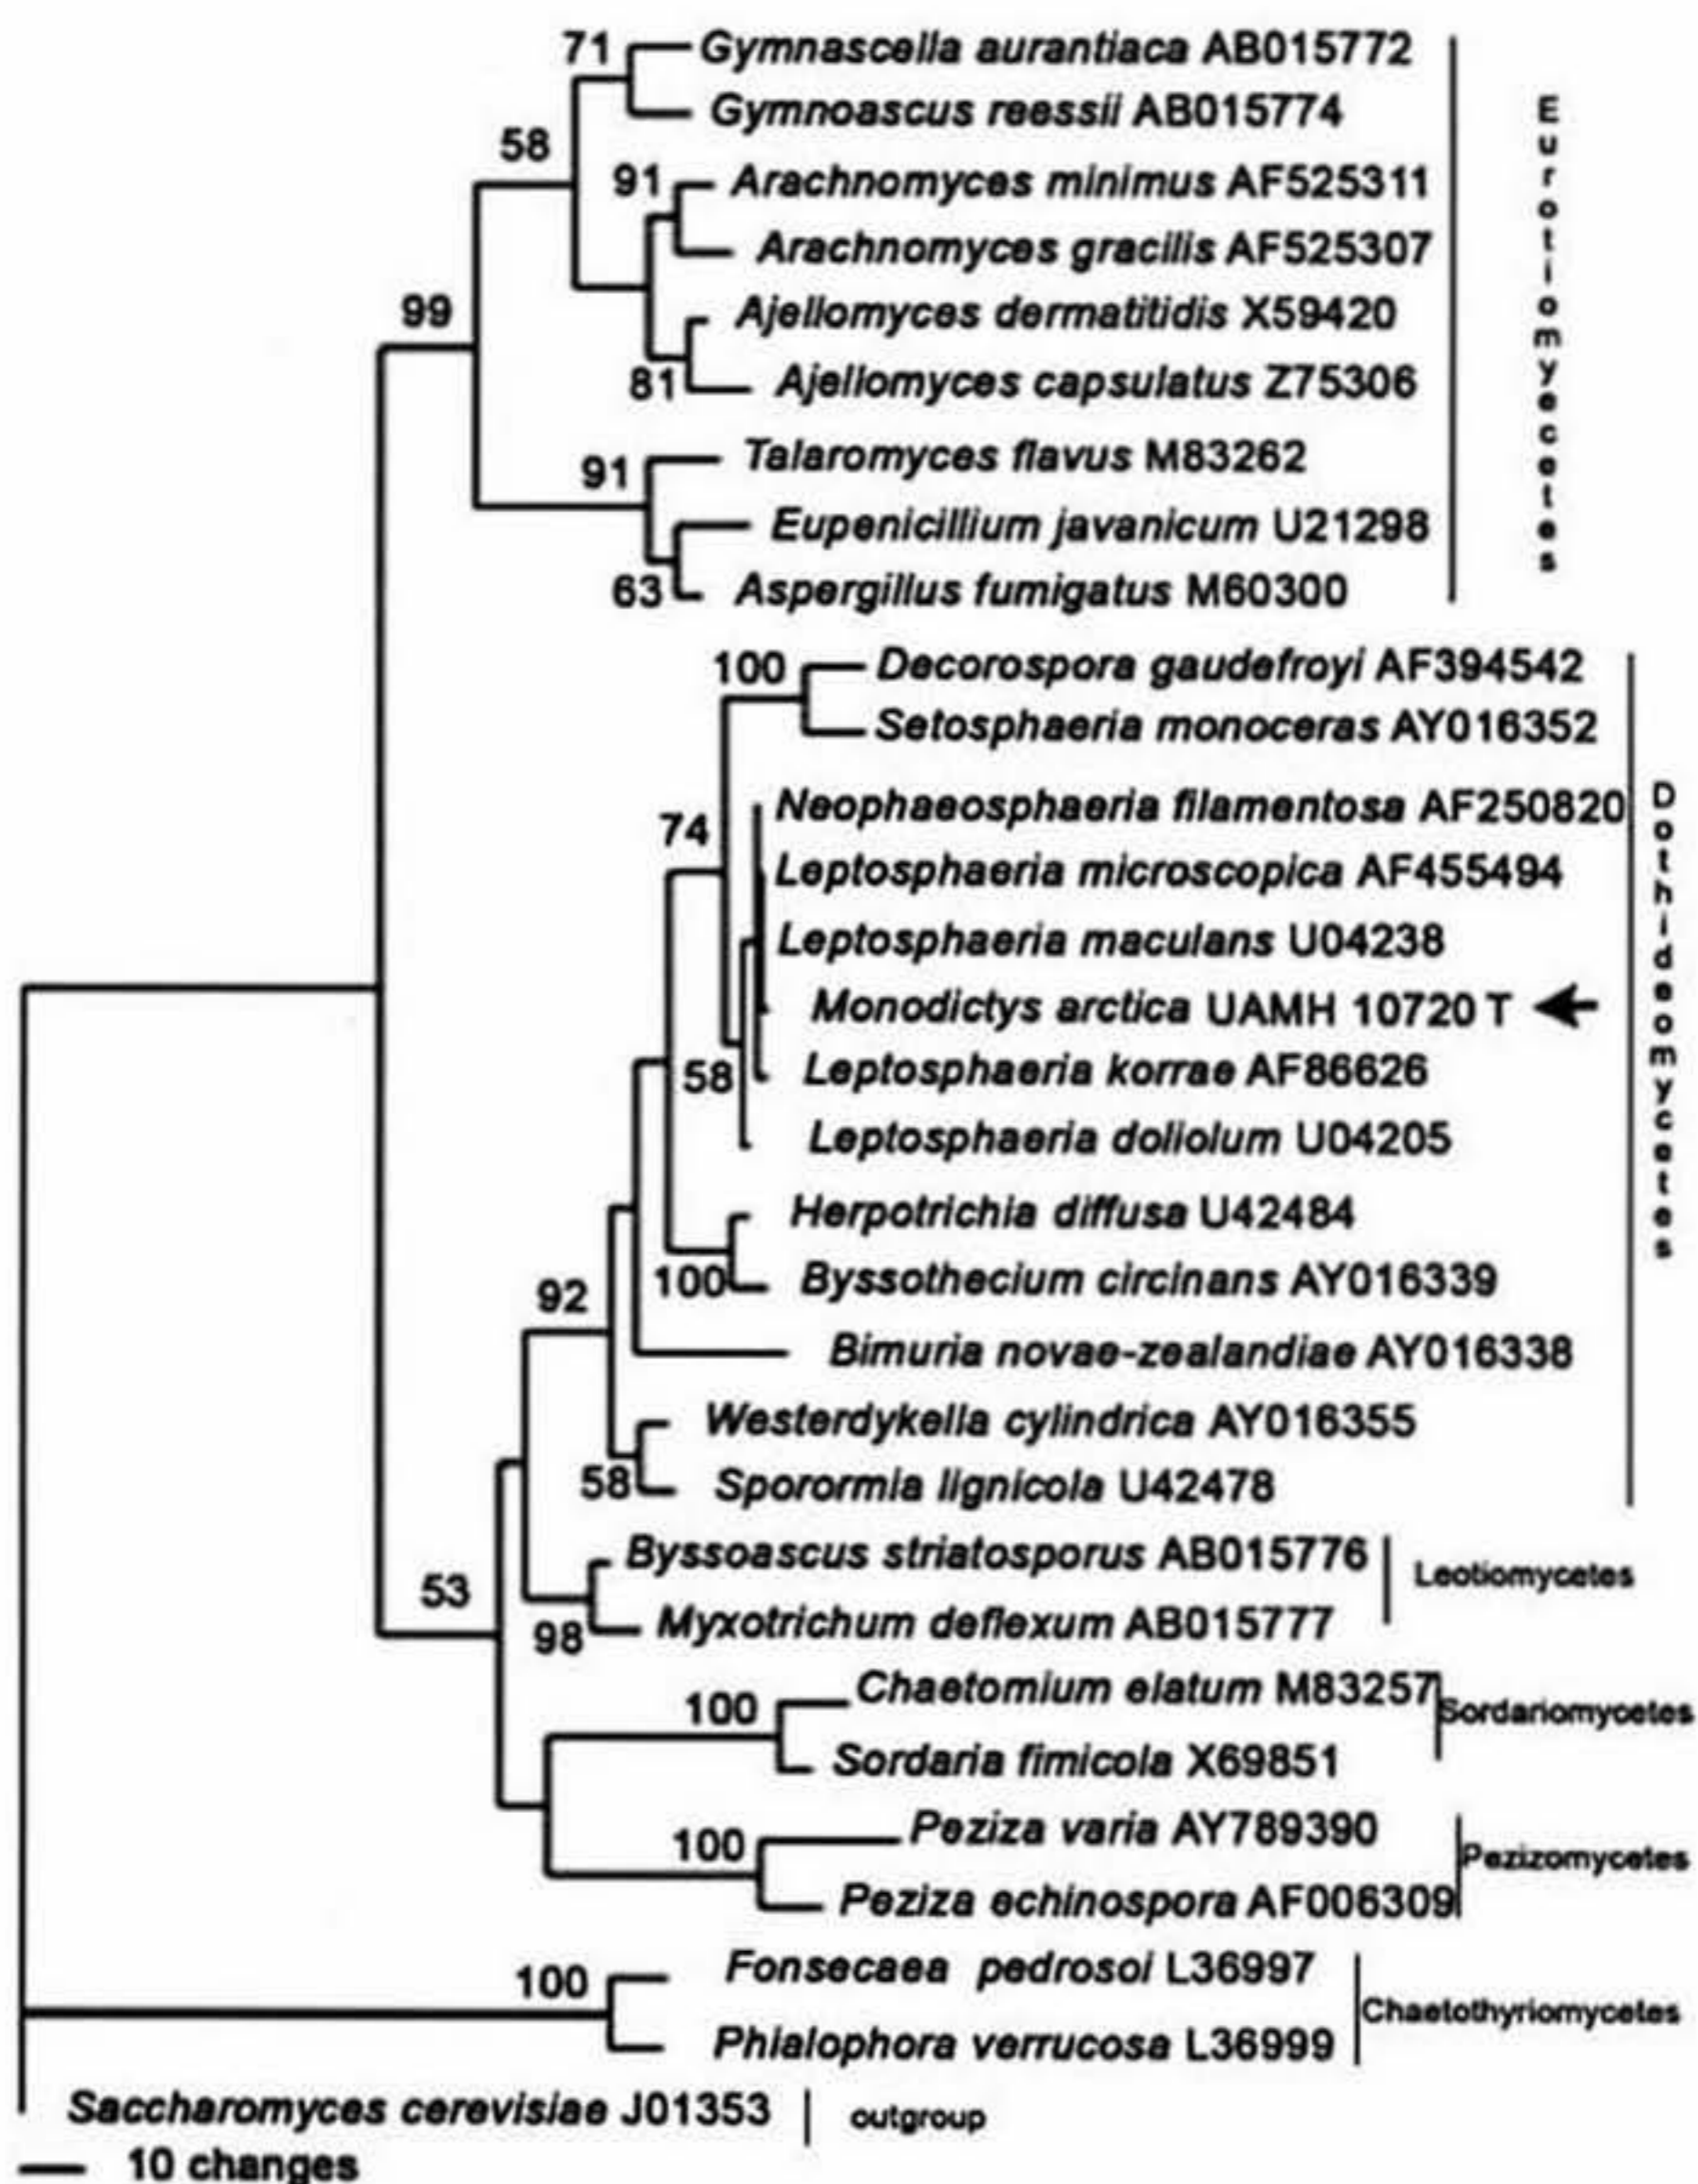 71
Gymnascella aurantiaca AB015772
Gymnoascus reessii AB015774
58
91
Arachnomyces minimus AF525311
Arachnomyces gracilis AF525307
99
Ajellomyces dermatitidis X59420
Ajellomyces capsulatus Z75306
81
Talaromyces flavus M83262
91
Eupenicillium javanicum U21298
Aspergillus fumigatus M60300
63
Eurotiomycetes
100
Decorospora gaudefroyi AF394542
Setosphaeria monoceras AY016352
Neophaeosphaeria filamentosa AF250820
74
Leptosphaeria microscopica AF455494
Leptosphaeria maculans U04238
Monodictys arctica UAMH 10720 T
58
Leptosphaeria korrae AF86626
Leptosphaeria doliolum U04205
Herpotrichia diffusa U42484
100
Byssothecium circinans AY016339
92
Bimuria novae-zealandiae AY016338
Westerdykella cylindrica AY016355
58
Sporormia lignicola U42478
Dothideomycetes
Byssoascus striatosporus AB015776
Leotiomycetes
53
Myxotrichum deflexum AB015777
98
Chaetomium elatum M83257
100
Sordariomycetes
Sordaria fimicola X69851
Peziza varia AY789390
100
Pezizomycetes
Peziza echinospora AF006309
Fonsecaea pedrosoi L36997
100
Chaetothyriomycetes
Phialophora verrucosa L36999
Saccharomyces cerevisiae J01353
outgroup
10 changes